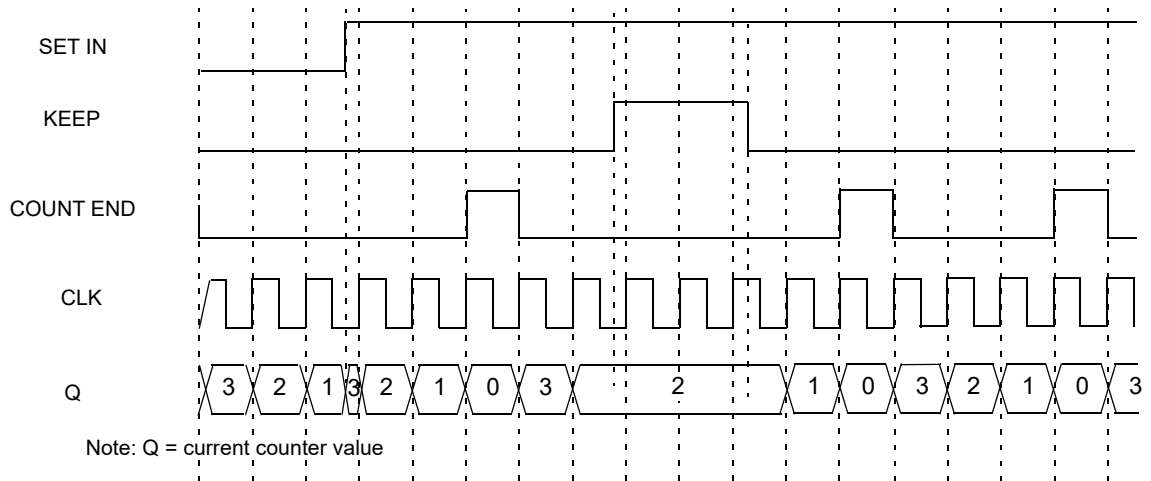 SET IN
KEEP
COUNT END
CLK
Q 3 2 1 3 2 1 0 3 2 1 0 3 2 1 0 3
Note: Q = current counter value